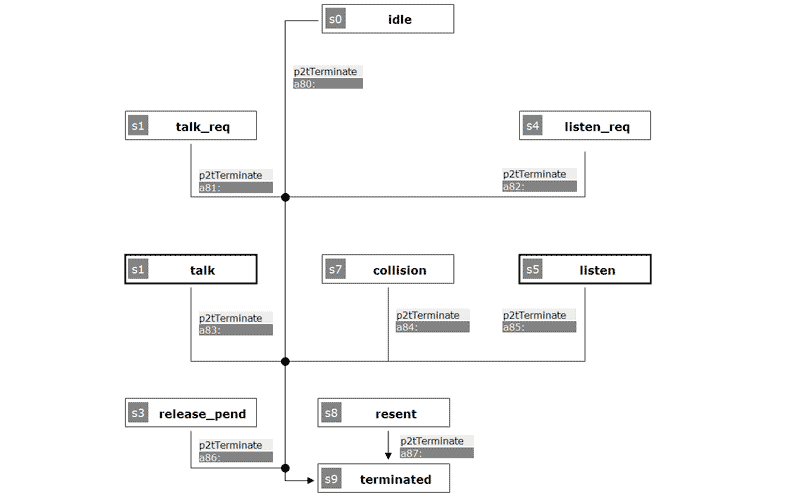 s0 idle
p2tTerminate
a80:
s1 talk_req
s4 listen_req
p2tTerminate
a81:
p2tTerminate
a82:
s1 talk
s7 collision
s5 listen
p2tTerminate
a83:
p2tTerminate
a84:
p2tTerminate
a85:
s3 release_pend
s8 resent
p2tTerminate
a86:
p2tTerminate
a87:
s9 terminated